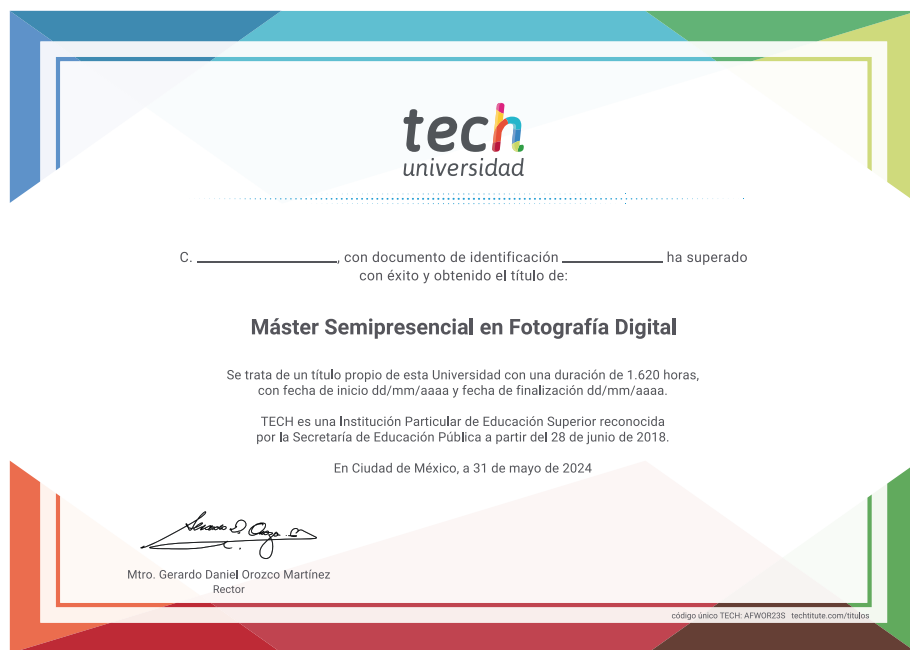 tech
universidad
C. ____________, con documento de identificación ____________ ha superado
con éxito y obtenido el título de:
Máster Semipresencial en Fotografía Digital
Se trata de un título propio de esta Universidad con una duración de 1.620 horas,
con fecha de inicio dd/mm/aaaa y fecha de finalización dd/mm/aaaa.
TECH es una Institución Particular de Educación Superior reconocida
por la Secretaría de Educación Pública a partir del 28 de junio de 2018.
En Ciudad de México, a 31 de mayo de 2024
Mtro. Gerardo Daniel Orozco Martínez
Rector
código único TECH: AFWOR23S techtitute.com/titulos